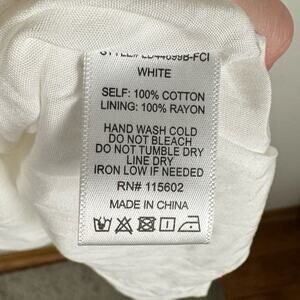 WHITE
SELF: 100% COTTON
LINING: 100% RAYON
HAND WASH COLD
DO NOT BLEACH
DO NOT TUMBLE DRY
LINE DRY
IRON LOW IF NEEDED
RN# 115602
MADE IN CHINA